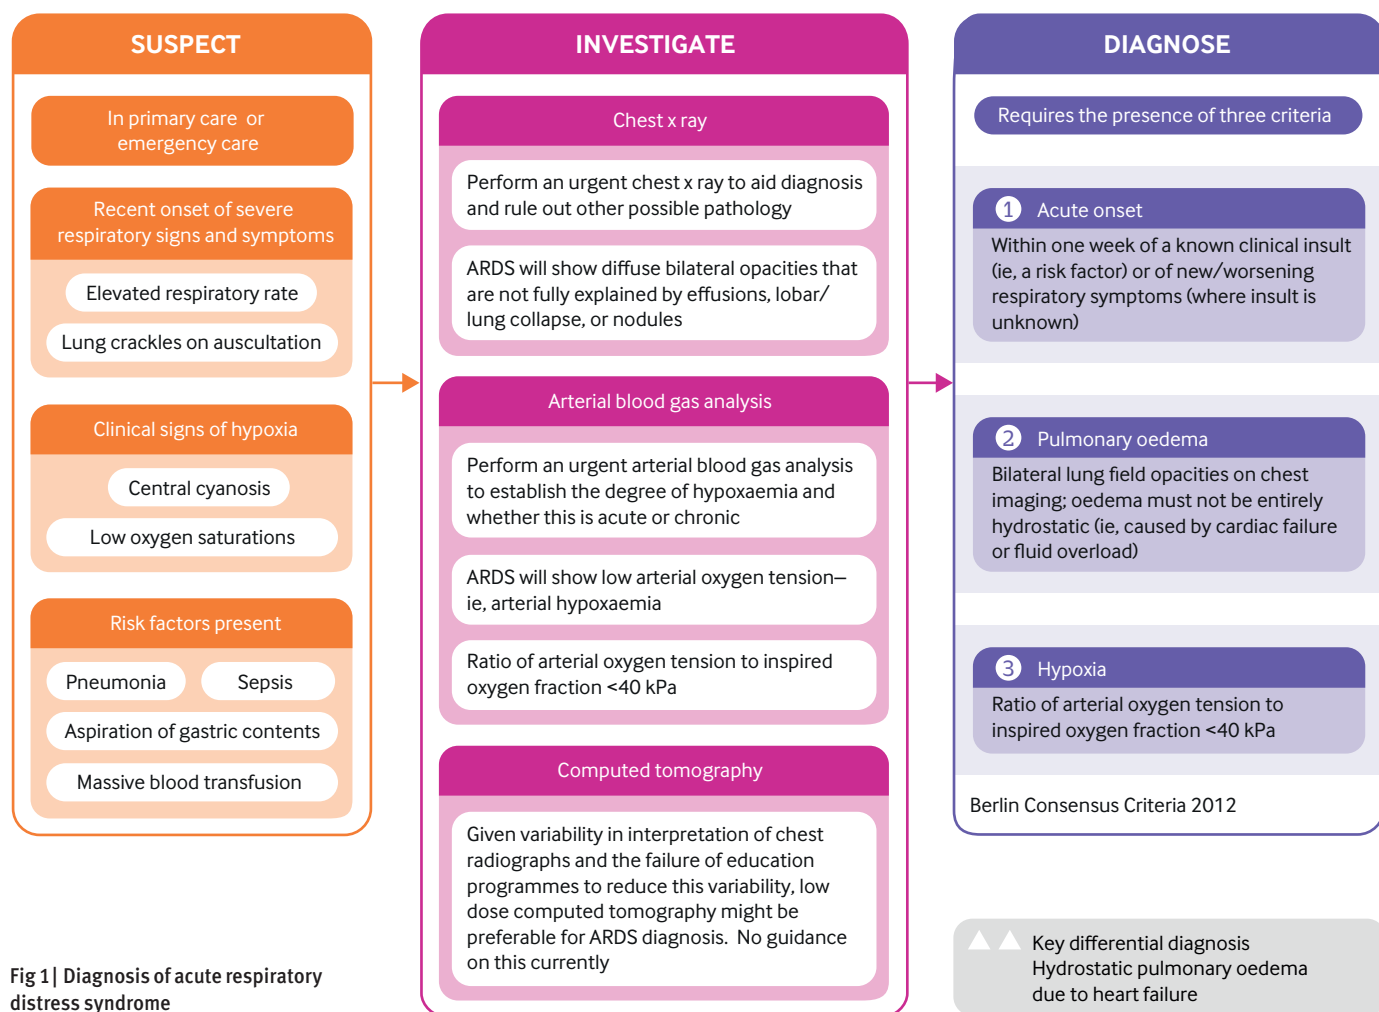 SUSPECT
In primary care or
emergency care
Recent onset of severe
respiratory signs and symptoms
Elevated respiratory rate
Lung crackles on auscultation
Clinical signs of hypoxia
Central cyanosis
Low oxygen saturations
Risk factors present
Pneumonia
Sepsis
Aspiration of gastric contents
Massive blood transfusion
INVESTIGATE
Chest x ray
Perform an urgent chest x ray to aid diagnosis
and rule out other possible pathology
ARDS will show diffuse bilateral opacities that
are not fully explained by effusions, lobar/
lung collapse, or nodules
Arterial blood gas analysis
Perform an urgent arterial blood gas analysis
to establish the degree of hypoxaemia and
whether this is acute or chronic
ARDS will show low arterial oxygen tension–
ie, arterial hypoxaemia
Ratio of arterial oxygen tension to inspired
oxygen fraction <40 kPa
Computed tomography
Given variability in interpretation of chest
radiographs and the failure of education
programmes to reduce this variability, low
dose computed tomography might be
preferable for ARDS diagnosis. No guidance
on this currently
DIAGNOSE
Requires the presence of three criteria
1 Acute onset
Within one week of a known clinical insult
(ie, a risk factor) or of new/worsening
respiratory symptoms (where insult is
unknown)
2 Pulmonary oedema
Bilateral lung field opacities on chest
imaging; oedema must not be entirely
hydrostatic (ie, caused by cardiac failure
or fluid overload)
3 Hypoxia
Ratio of arterial oxygen tension to
inspired oxygen fraction <40 kPa
Berlin Consensus Criteria 2012
Key differential diagnosis
Hydrostatic pulmonary oedema
due to heart failure
Fig 1| Diagnosis of acute respiratory
distress syndrome